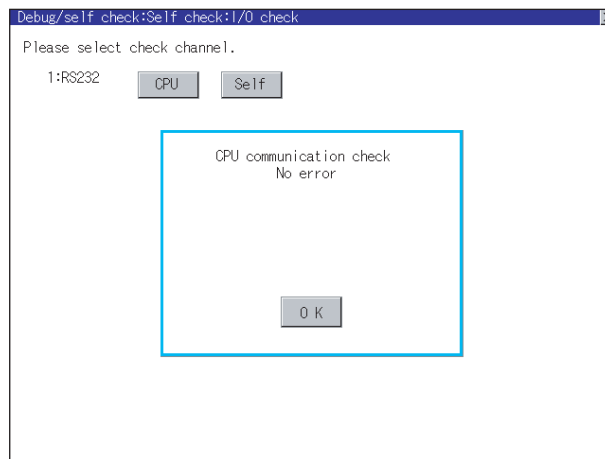 Debug/self check:Self check:I/O check
Please select check channel.
1:RS232 CPU Self
CPU communication check
No error
O K